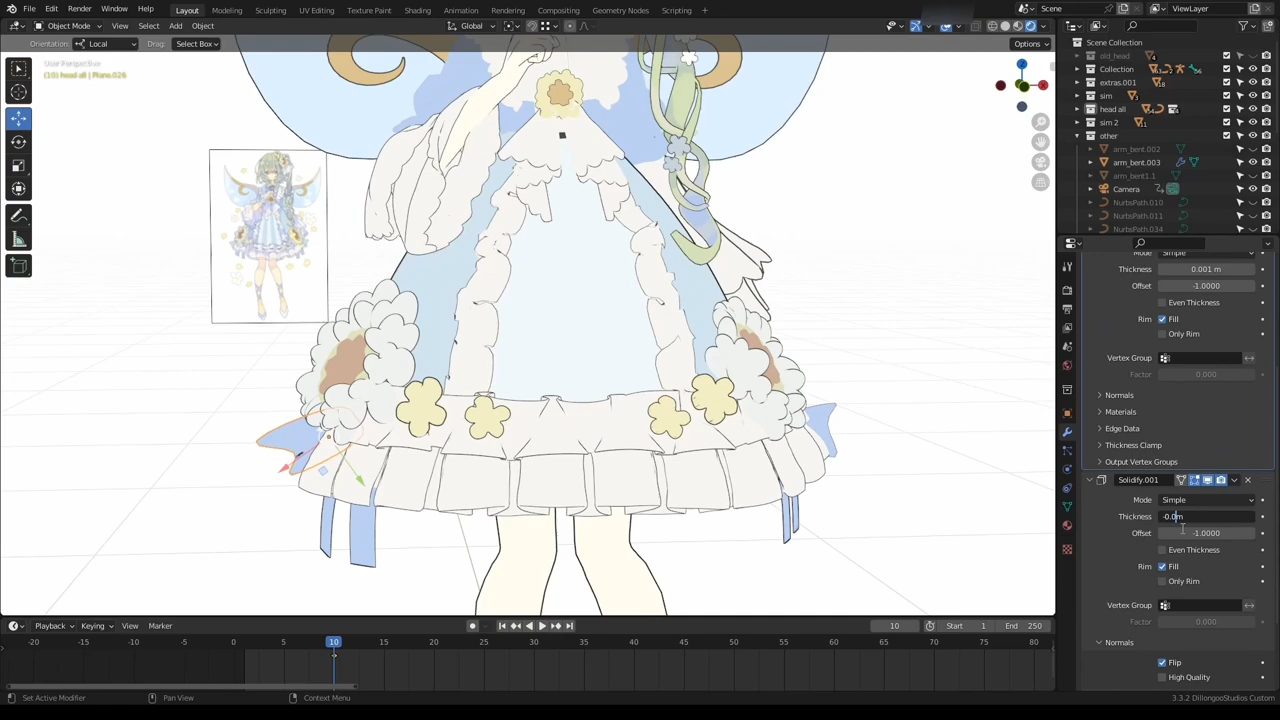 File Edit Render Window Help Layout Modeling Sculpting UV Editing Texture Paint Shading Animation Rendering Compositing Geometry Nodes Scripting Scene ViewLayer
Object Mode View Select Add Object Global
Orientation: Local Drag: Select Box Options
User Perspective
(10) head all | Plane.026
Scene Collection
old_head 4
Collection
extras.001 18
sim 3
head all
sim 2 11
other
arm_bent.002
arm_bent.003
arm_bent1.1
Camera
NurbsPath.010
NurbsPath.011
NurbsPath.034
Mode Simple
Thickness 0.001 m
Offset -1.0000
Even Thickness
Rim Fill
Only Rim
Vertex Group
Factor 0.000
Normals
Materials
Edge Data
Thickness Clamp
Output Vertex Groups
Solidify.001
Mode Simple
Thickness -0.0m
Offset -1.0000
Even Thickness
Rim Fill
Only Rim
Vertex Group
Factor 0.000
Normals
Flip
High Quality
Playback Keying View Marker 10 Start 1 End 250
-20 -15 -10 -5 0 5 10 15 20 25 30 35 40 45 50 55 60 65 70 75 80
Set Active Modifier Pan View Context Menu 3.3.2 DillongooStudios Custom